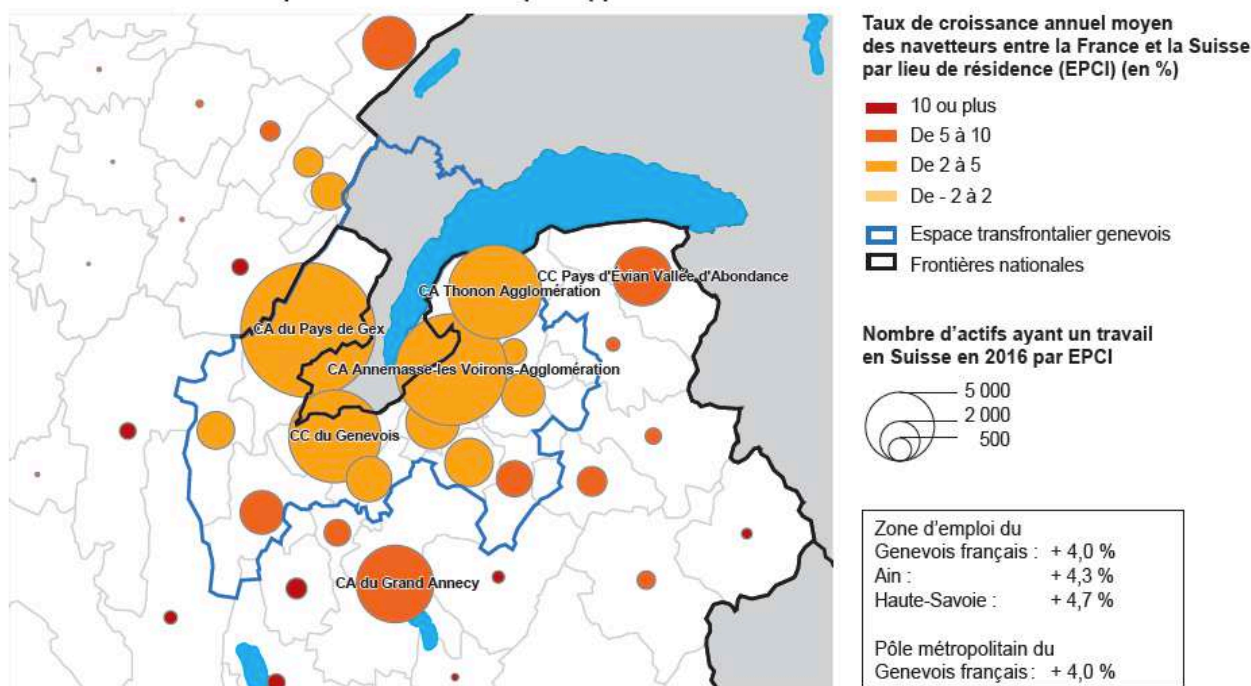 Taux de croissance annuel moyen
des navetteurs entre la France et la Suisse
par lieu de résidence (EPCI) (en %)
10 ou plus
De 5 à 10
De 2 à 5
De - 2 à 2
Espace transfrontalier genevois
Frontières nationales
Nombre d'actifs ayant un travail
en Suisse en 2016 par EPCI
5 000
2 000
500
Zone d'emploi du
Genevois français : + 4,0 %
Ain : + 4,3 %
Haute-Savoie : + 4,7 %
Pôle métropolitain du
Genevois français : + 4,0 %
CC Pays d'Évian Vallée d'Abondance
CA Thonon Agglomération
CA du Pays de Gex
CA Annemasse-les Voirons-Agglomération
CC du Genevois
CA du Grand Annecy